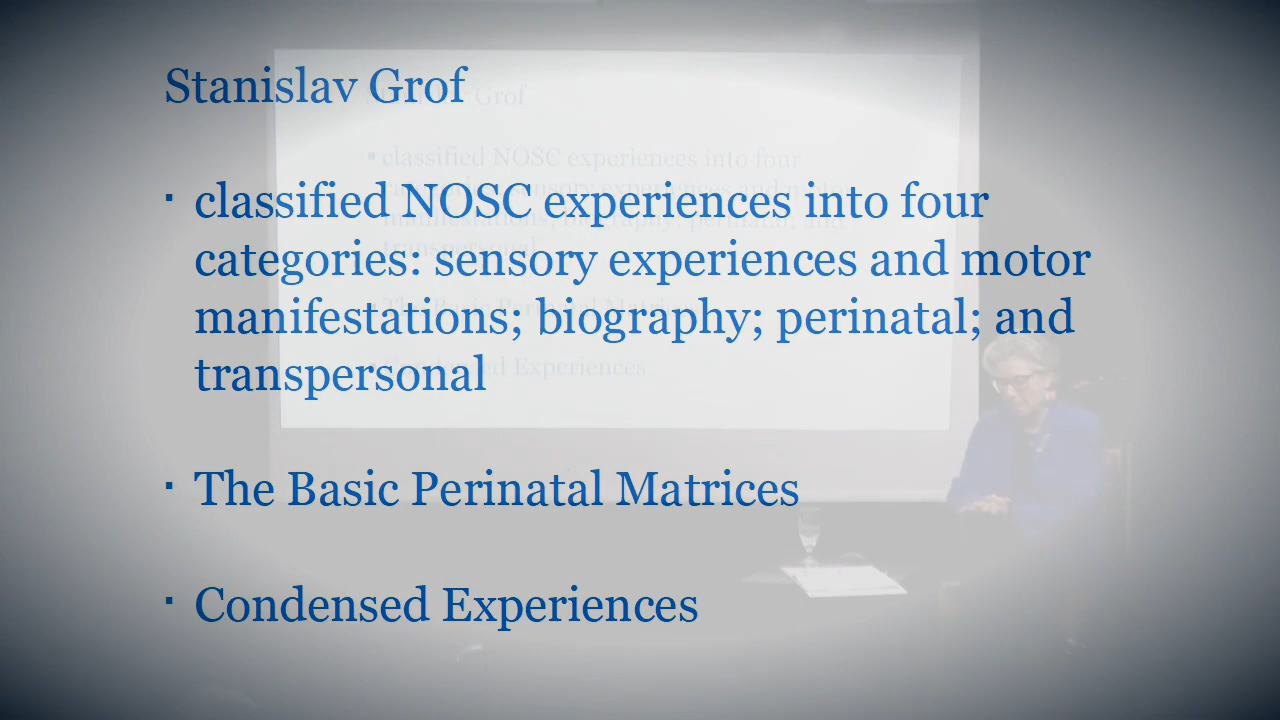 Stanislav Grof
▪ classified NOSC experiences into four
categories: sensory experiences and motor
manifestations; biography; perinatal; and
transpersonal
▪ The Basic Perinatal Matrices
▪ Condensed Experiences